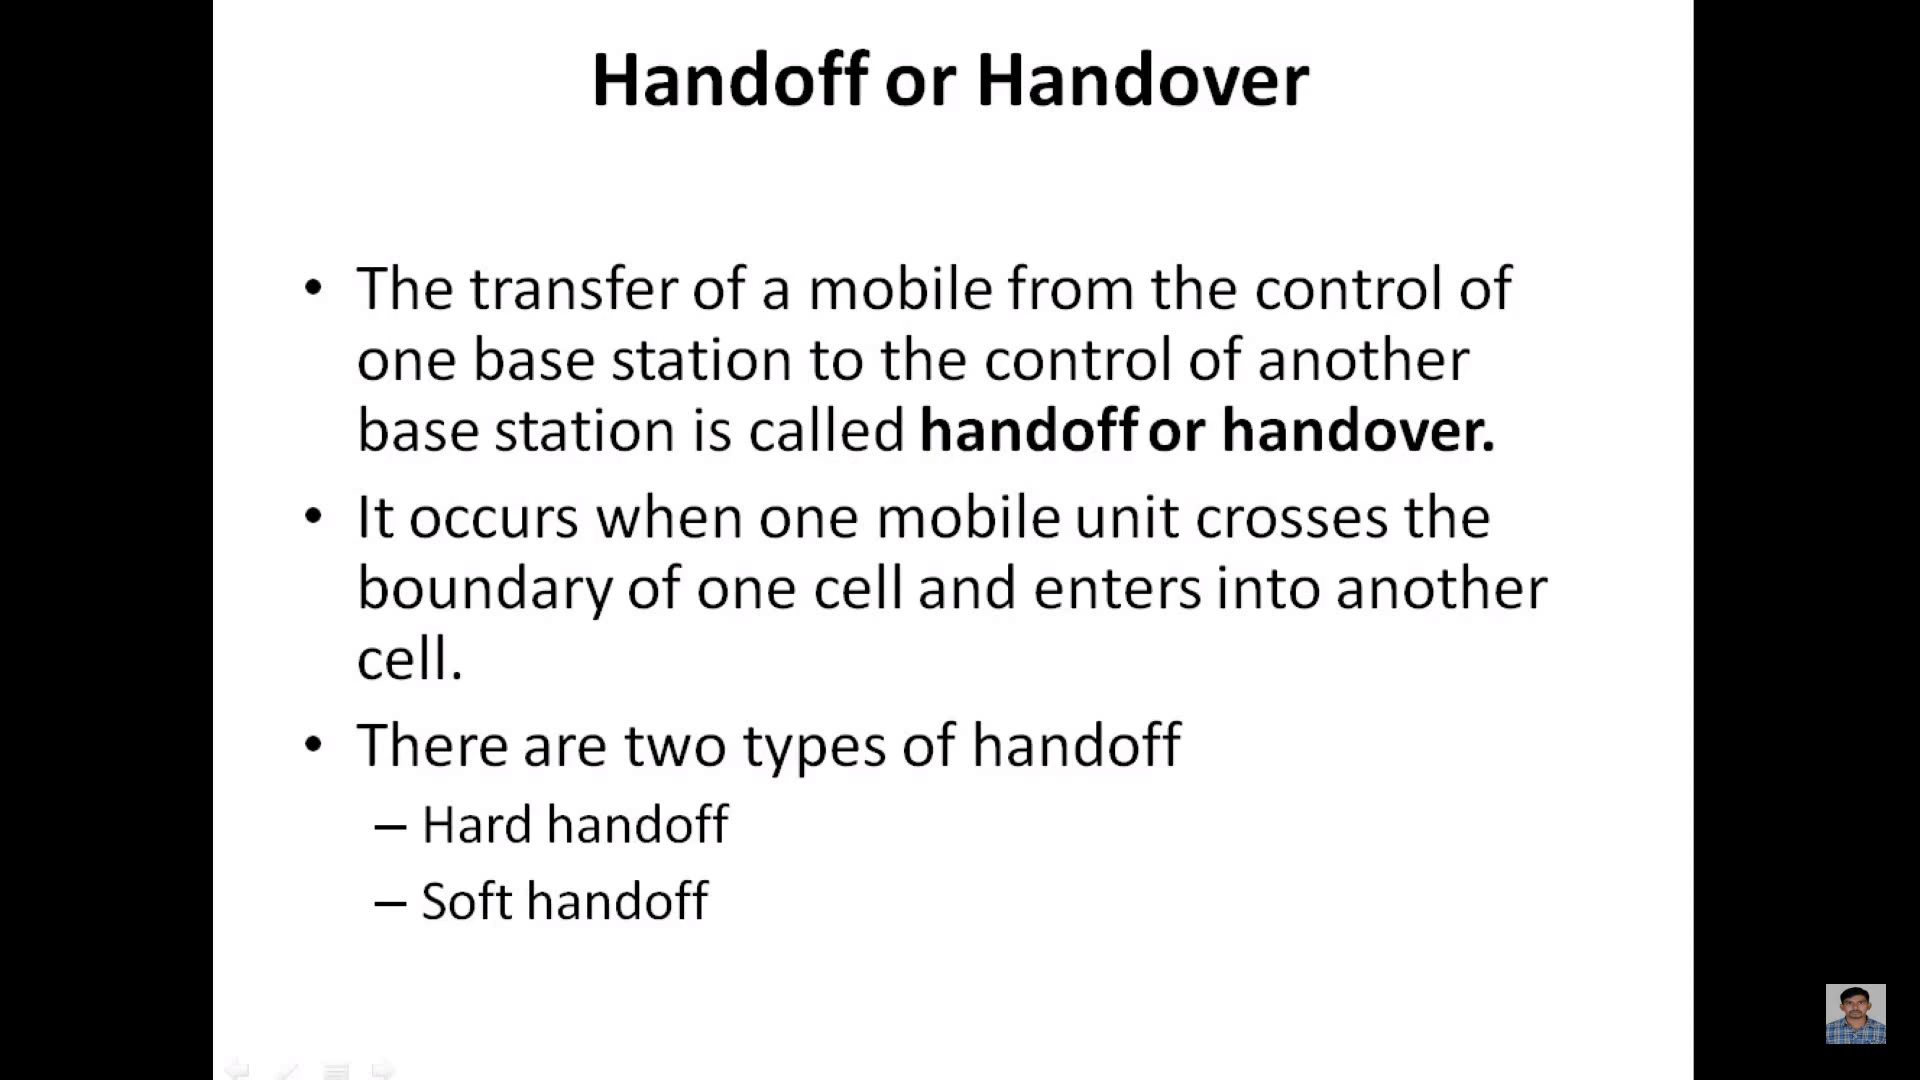 Handoff or Handover
• The transfer of a mobile from the control of
one base station to the control of another
base station is called handoff or handover.
• It occurs when one mobile unit crosses the
boundary of one cell and enters into another
cell.
• There are two types of handoff
– Hard handoff
– Soft handoff